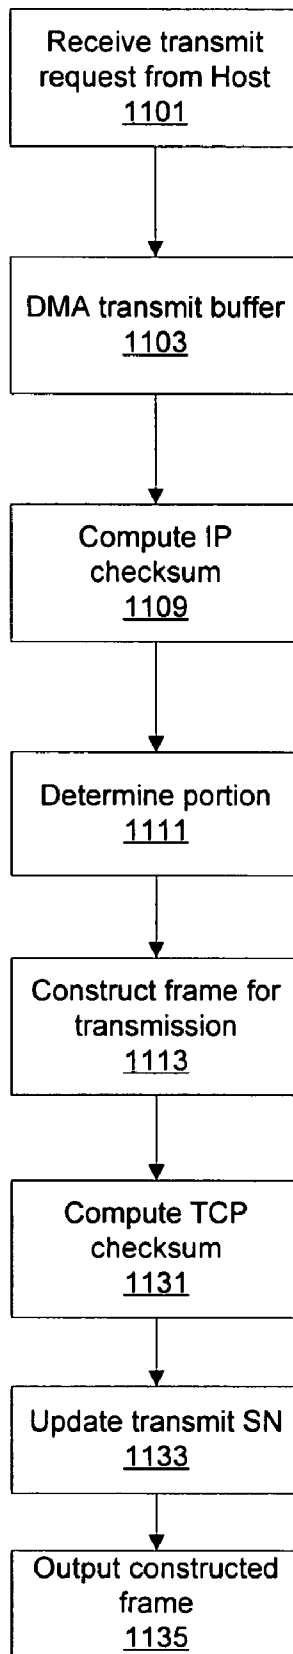 Receive transmit
request from Host
1101
DMA transmit buffer
1103
Compute IP
checksum
1109
Determine portion
1111
Construct frame for
transmission
1113
Compute TCP
checksum
1131
Update transmit SN
1133
Output constructed
frame
1135